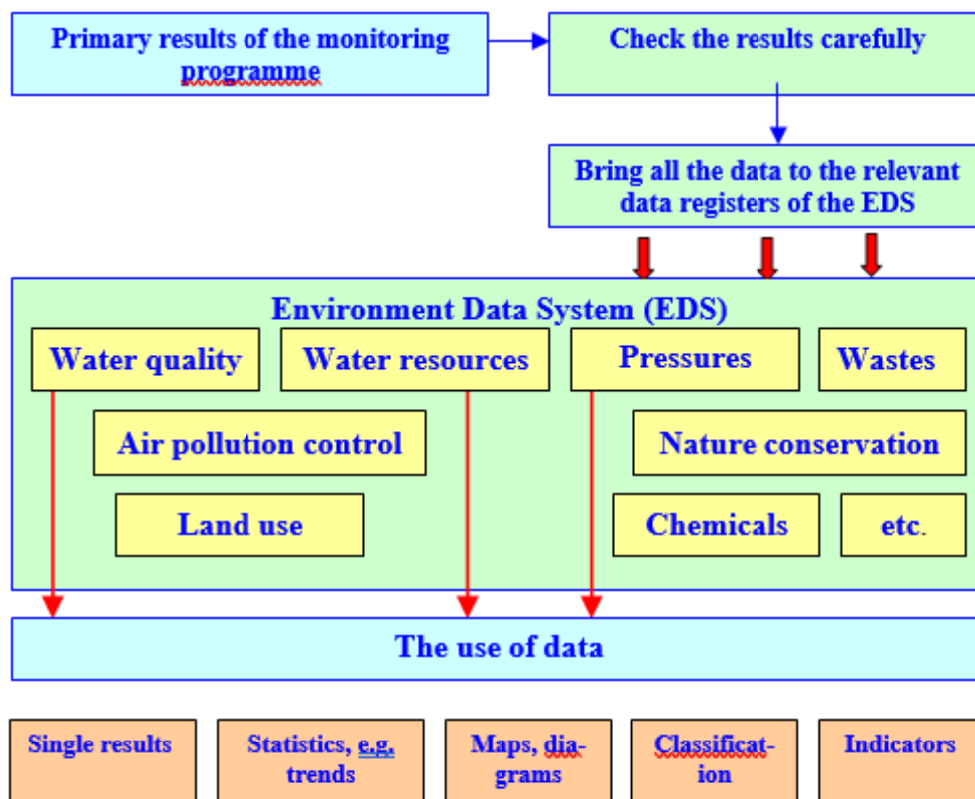 Primary results of the monitoring
programme
Check the results carefully
Bring all the data to the relevant
data registers of the EDS
Environment Data System (EDS)
Water quality
Water resources
Pressures
Wastes
Air pollution control
Nature conservation
Land use
Chemicals
etc.
The use of data
Single results
Statistics, e.g.
trends
Maps, dia-
grams
Classificat-
ion
Indicators